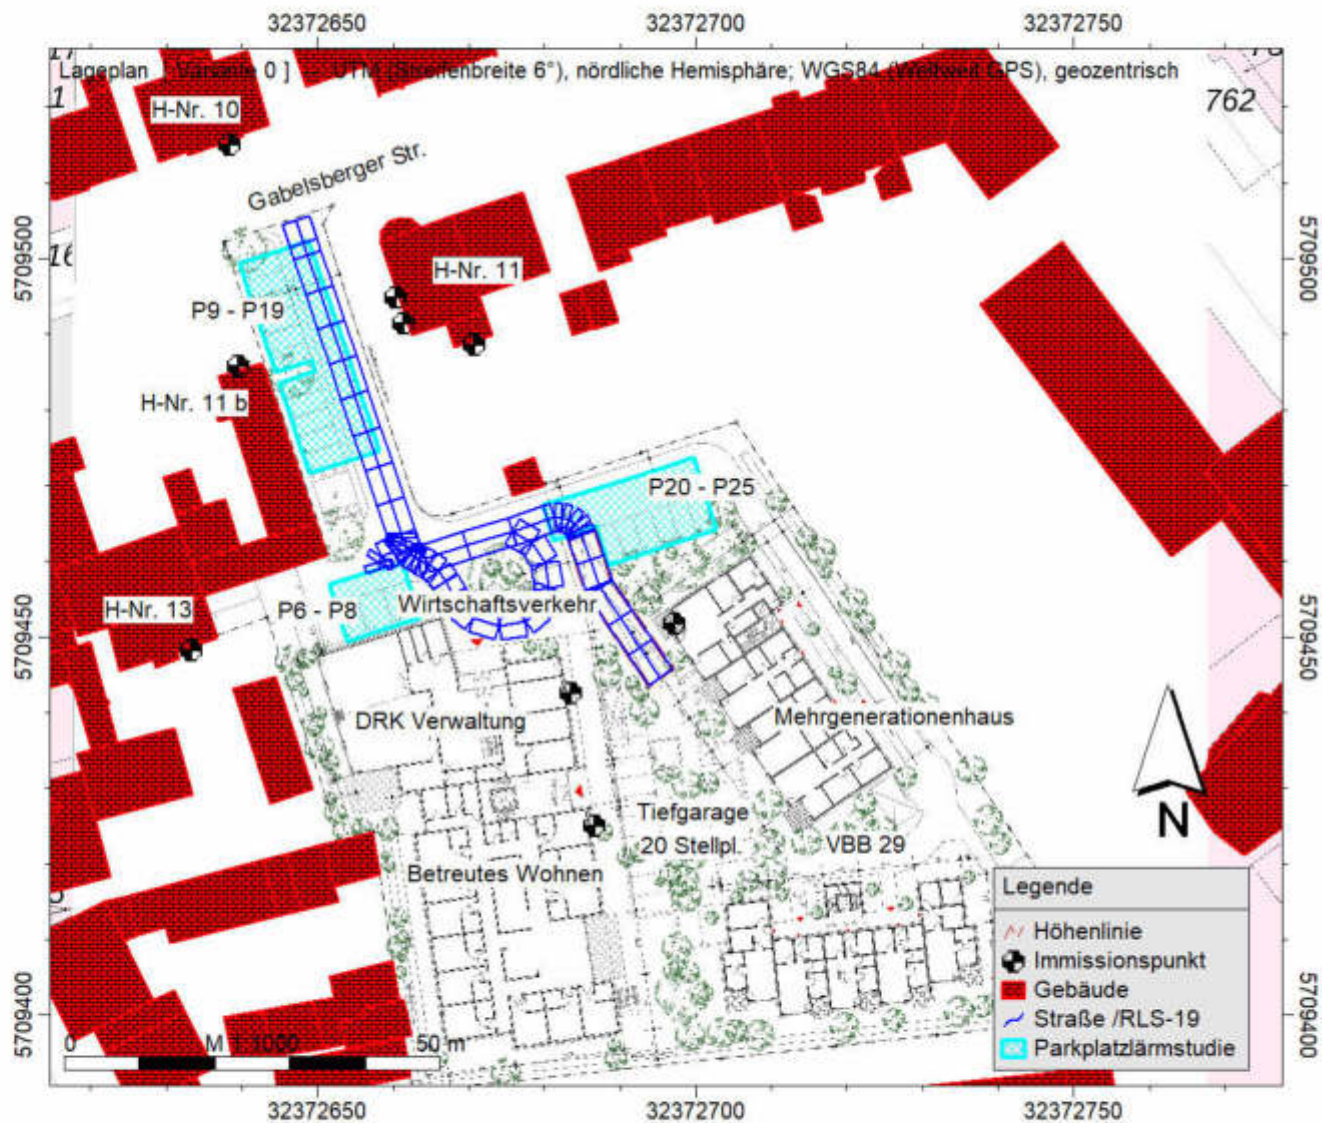 32372650 32372700 32372750
Lageplan [ Variante 0 ] - UTM (Streifenbreite 6°), nördliche Hemisphäre; WGS84 (Weltweit GPS), geozentrisch
H-Nr. 10
762
Gabelsberger Str.
5709500
5709500
16
H-Nr. 11
P9 - P19
H-Nr. 11 b
P20 - P25
H-Nr. 13
P6 - P8
Wirtschaftsverkehr
5709450
5709450
DRK Verwaltung
Mehrgenerationenhaus
N
Tiefgarage
20 Stellpl.
VBB 29
Betreutes Wohnen
Legende
Höhenlinie
Immissionspunkt
Gebäude
Straße /RLS-19
Parkplatzlärmstudie
5709400
5709400
0 M 1:1000 50 m
32372650 32372700 32372750